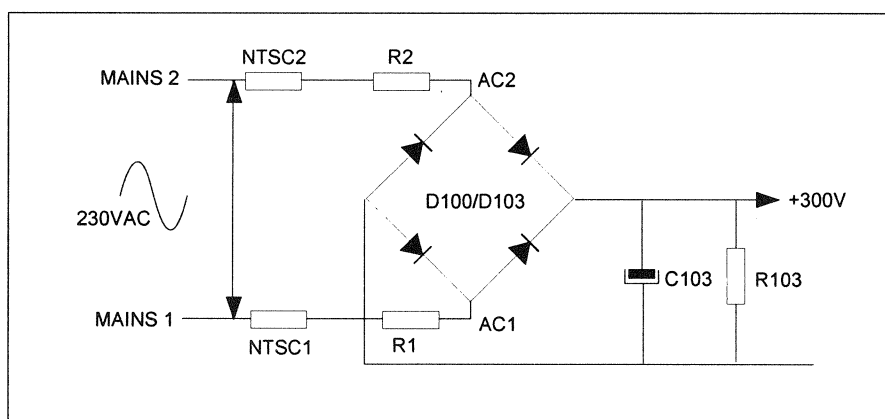 NTSC2
R2
MAINS 2
AC2
D100/D103
+300V
230VAC
C103
R103
MAINS 1
AC1
NTSC1
R1